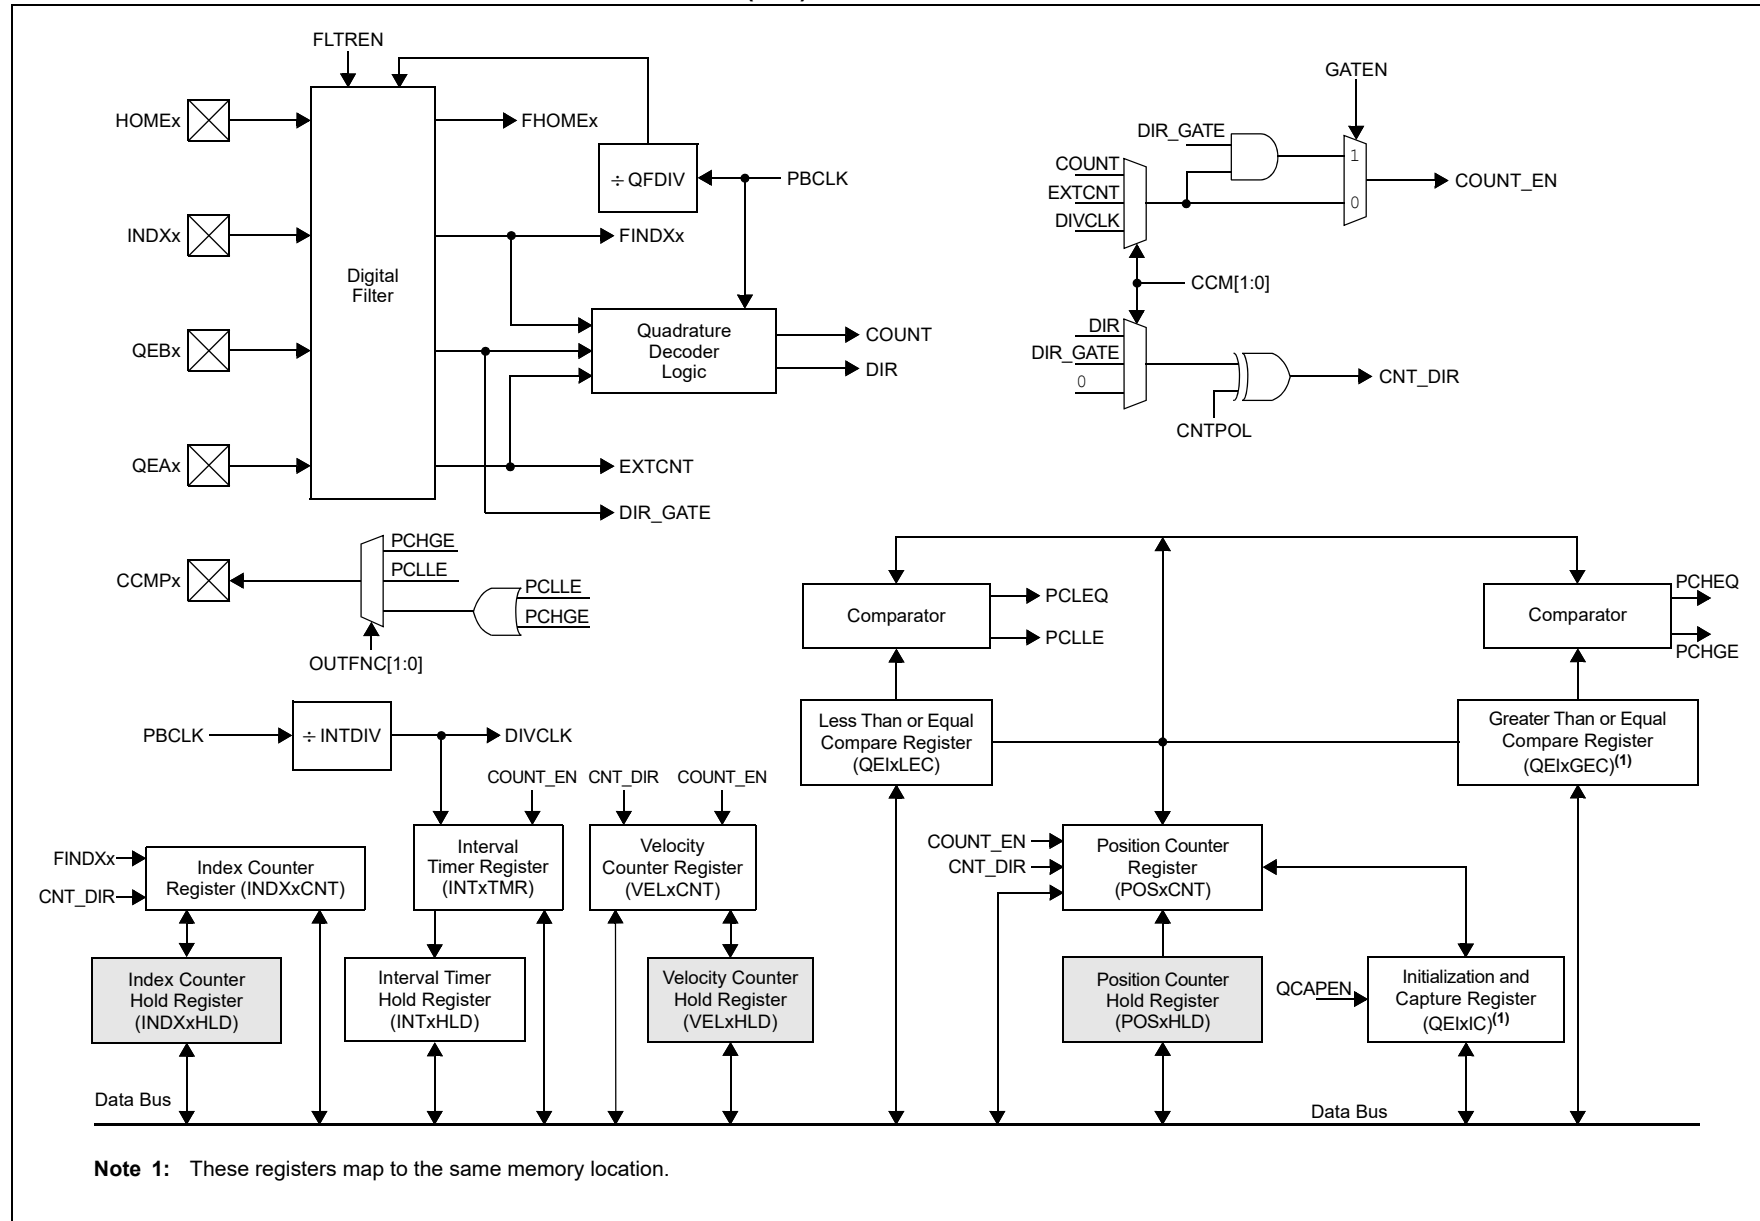 FLTREN
HOMEx
FHOMEx
÷ QFDIV
PBCLK
INDXx
FINDXx
Digital
Filter
QEBx
Quadrature
Decoder
Logic
COUNT
DIR
QEAx
EXTCNT
DIR_GATE
GATEN
DIR_GATE
COUNT
EXTCNT
DIVCLK
1
0
COUNT_EN
CCM[1:0]
DIR
DIR_GATE
0
CNT_DIR
CNTPOL
CCMPx
PCHGE
PCLLE
PCLLE
PCHGE
OUTFNC[1:0]
Comparator
PCLEQ
PCLLE
Comparator
PCHEQ
PCHGE
PBCLK
÷ INTDIV
DIVCLK
Less Than or Equal
Compare Register
(QEIxLEC)
Greater Than or Equal
Compare Register
(QEIxGEC)(1)
COUNT_EN
CNT_DIR
COUNT_EN
FINDXx
CNT_DIR
Index Counter
Register (INDXxCNT)
Interval
Timer Register
(INTxTMR)
Velocity
Counter Register
(VELxCNT)
COUNT_EN
CNT_DIR
Position Counter
Register
(POSxCNT)
Index Counter
Hold Register
(INDXxHLD)
Interval Timer
Hold Register
(INTxHLD)
Velocity Counter
Hold Register
(VELxHLD)
Position Counter
Hold Register
(POSxHLD)
QCAPEN
Initialization and
Capture Register
(QEIxIC)(1)
Data Bus
Data Bus
Note 1: These registers map to the same memory location.